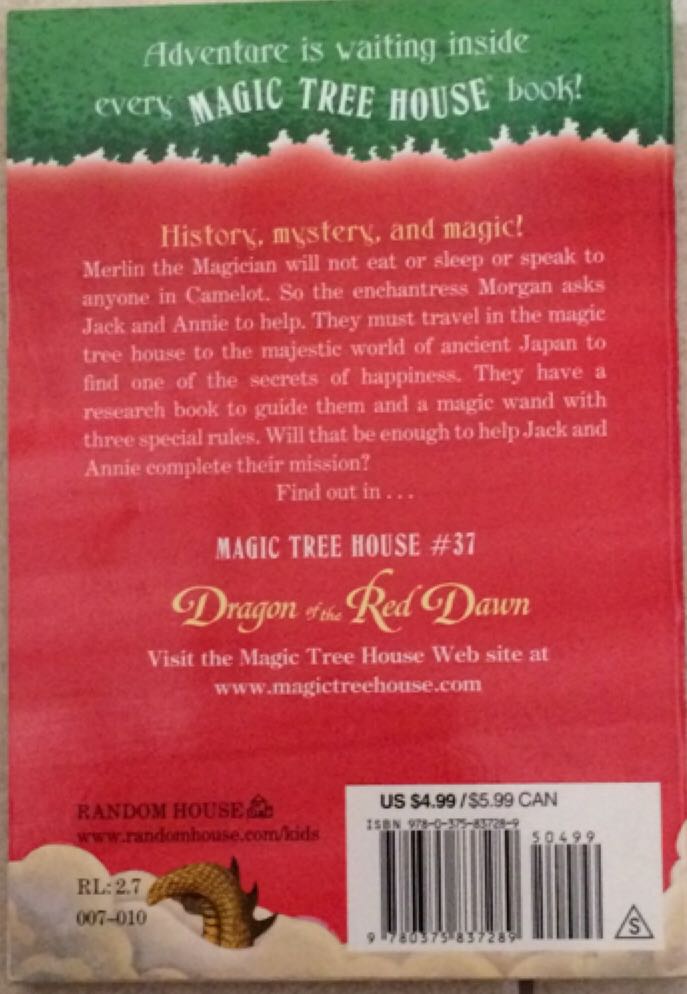 Adventure is waiting inside
every MAGIC TREE HOUSE® book!
History, mystery, and magic!
Merlin the Magician will not eat or sleep or speak to
anyone in Camelot. So the enchantress Morgan asks
Jack and Annie to help. They must travel in the magic
tree house to the majestic world of ancient Japan to
find one of the secrets of happiness. They have a
research book to guide them and a magic wand with
three special rules. Will that be enough to help Jack and
Annie complete their mission?
Find out in . . .
MAGIC TREE HOUSE #37
Dragon of the Red Dawn
Visit the Magic Tree House Web site at
www.magictreehouse.com
RANDOM HOUSE
www.randomhouse.com/kids
RL: 2.7
007–010
US $4.99 / $5.99 CAN
ISBN 978-0-375-83728-9
50499
9 780375 837289
S